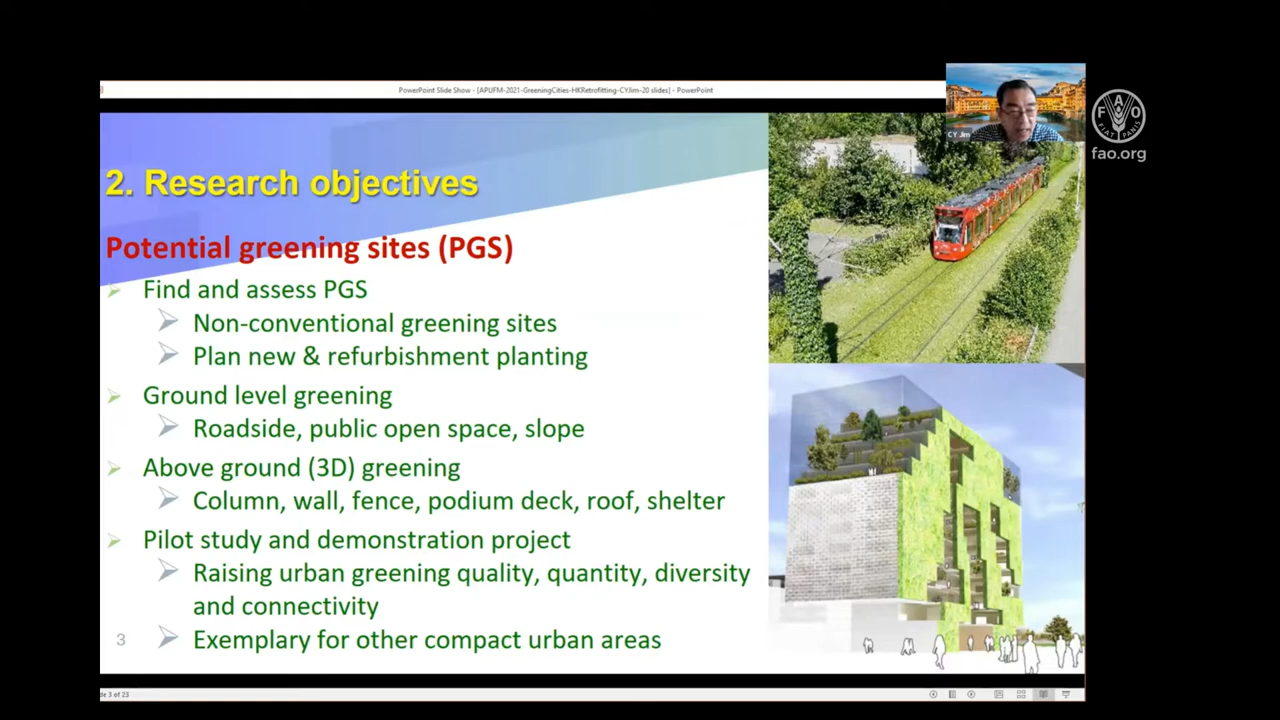 PowerPoint Slide Show - [APUFM-2021-GreeningCities-HKRetrofitting-CYJim-20 slides] - PowerPoint
CY Jim
FAO
FIAT PANIS
fao.org
2. Research objectives
Potential greening sites (PGS)
Find and assess PGS
Non-conventional greening sites
Plan new & refurbishment planting
Ground level greening
Roadside, public open space, slope
Above ground (3D) greening
Column, wall, fence, podium deck, roof, shelter
Pilot study and demonstration project
Raising urban greening quality, quantity, diversity
and connectivity
Exemplary for other compact urban areas
3
de 3 of 23